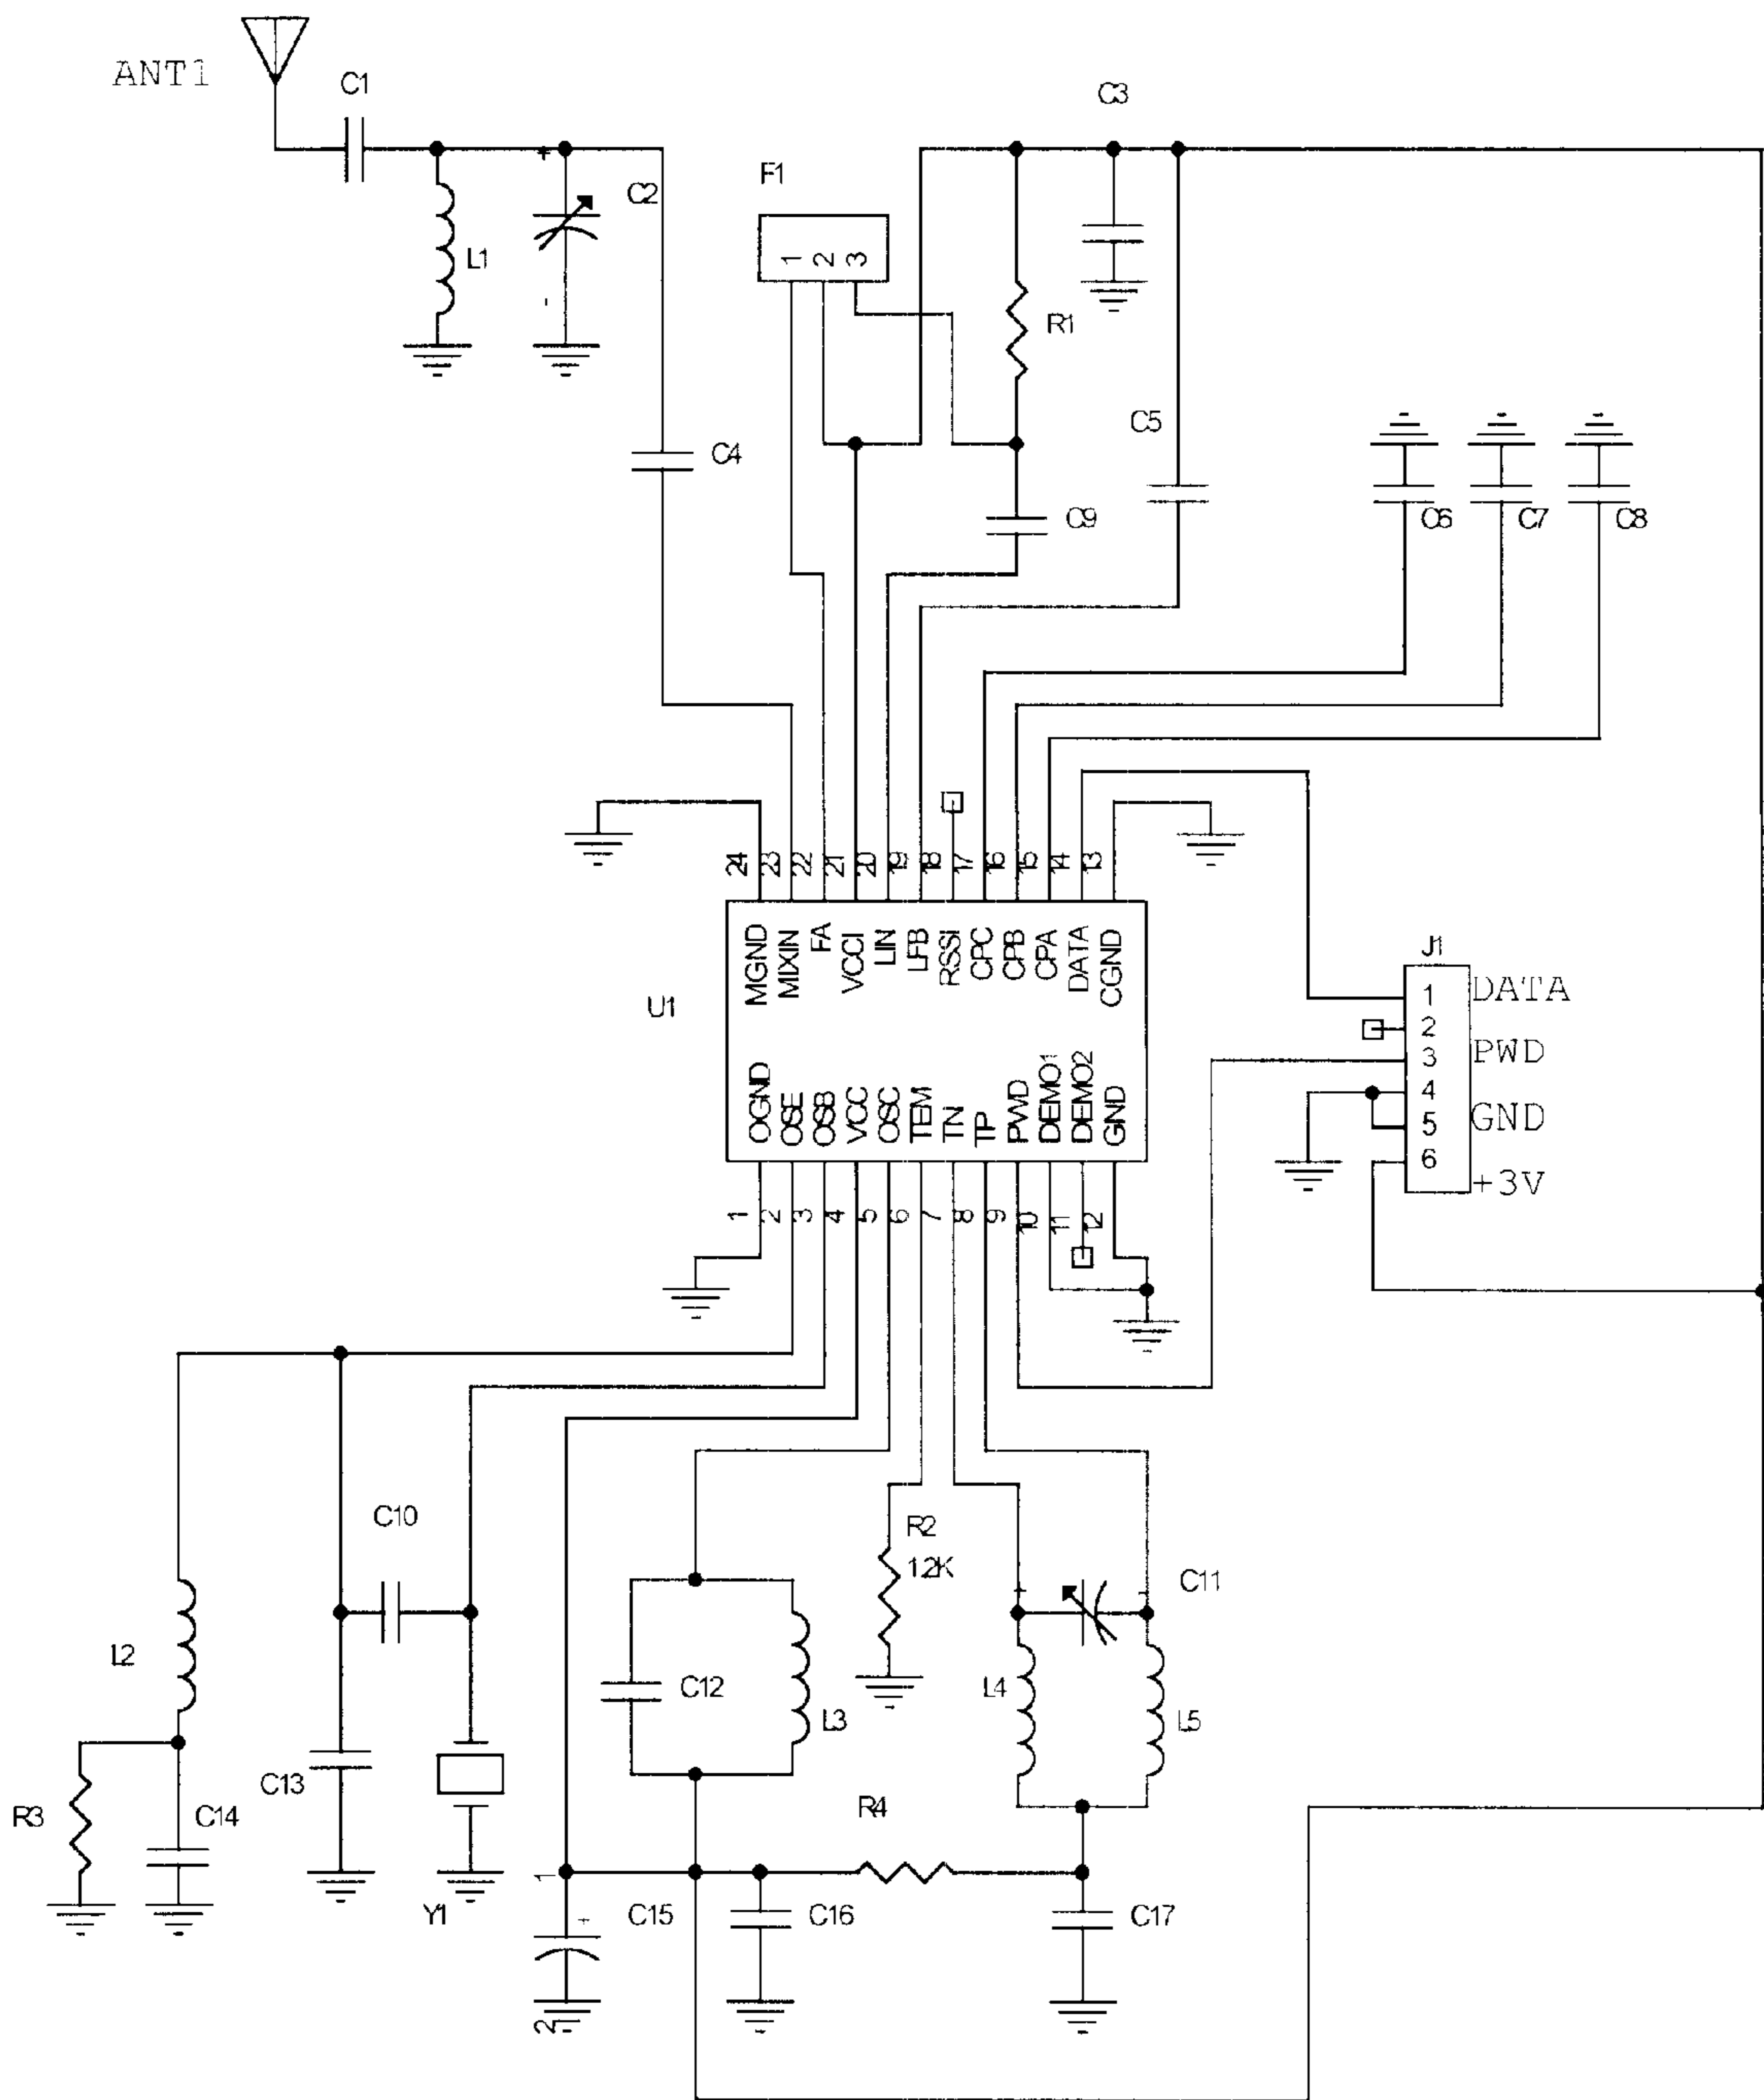 ANT1
C1
C3
+
C2
F1
L1
1 2 3
-
R1
C5
C4
C9
C6
C7
C8
24 23 22 21 20 19 18 17 16 15 14 13
MGND
MIXIN
FA
VCCI
LIN
LFB
RSSI
CPC
CPB
CPA
DATA
CGND
U1
J1
1 DATA
2
3 PWD
4
5 GND
6
+3V
OGND
OSE
OSB
VCC
OSC
TEM
TN
TP
PWD
DEMO1
DEMO2
GND
1 2 3 4 5 6 7 8 9 10 11 12
C10
R2
12K
+
-
C11
L2
C12
L3
L4
L5
C13
R3
C14
R4
Y1
1
+
C15
C16
C17
2